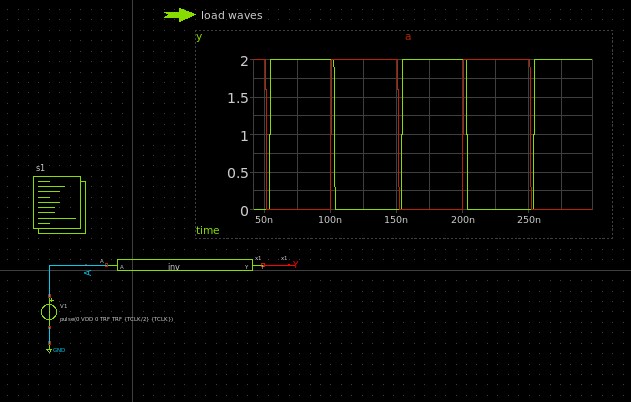 load waves
y a
2
1.5
1
0.5
0
50n 100n 150n 200n 250n
time
s1
A
A inv Y
x1 x1
Y
A
V1
pulse(0 VDD 0 TRF TRF {TCLK/2} {TCLK})
GND